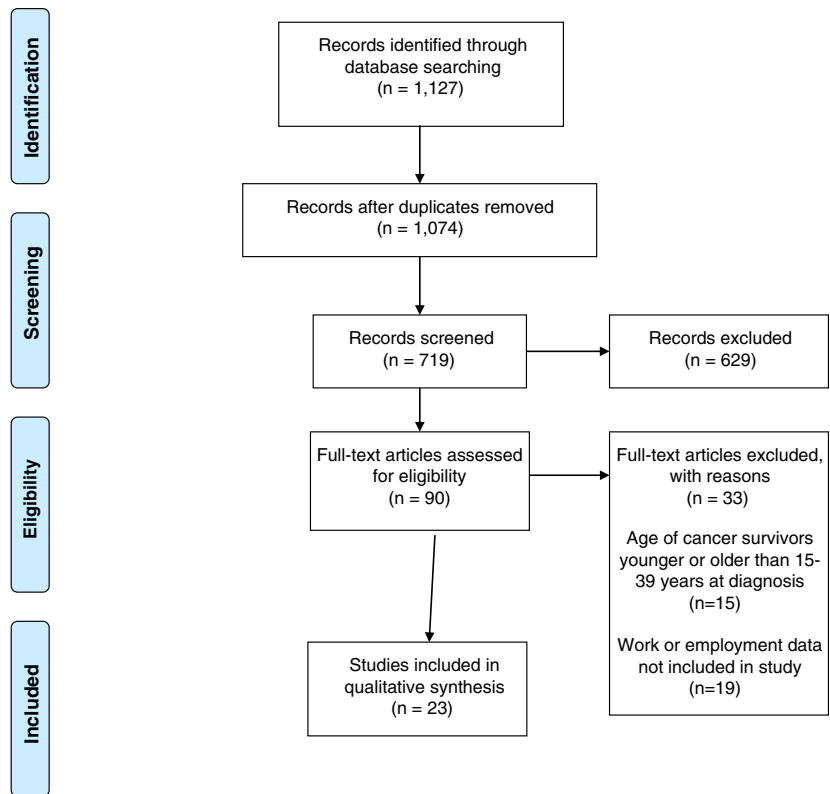 Identification
Records identified through
database searching
(n = 1,127)
Records after duplicates removed
(n = 1,074)
Screening
Records screened
(n = 719)
Records excluded
(n = 629)
Eligibility
Full-text articles assessed
for eligibility
(n = 90)
Full-text articles excluded,
with reasons
(n = 33)
Age of cancer survivors
younger or older than 15-
39 years at diagnosis
(n=15)
Work or employment data
not included in study
(n=19)
Included
Studies included in
qualitative synthesis
(n = 23)